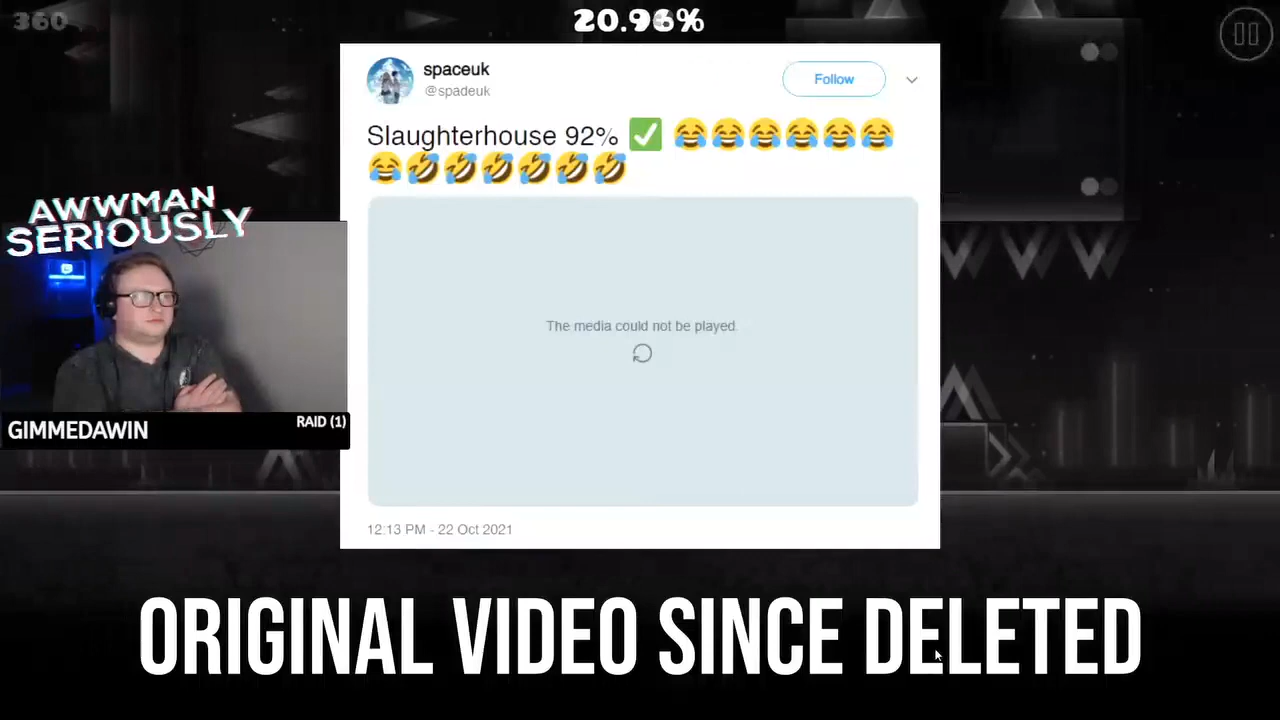 360
20.96%
spaceuk
@spadeuk
Follow
Slaughterhouse 92% ✅ 😂😂😂😂😂😂
😂🤣🤣🤣🤣🤣🤣
AWWMAN
SERIOUSLY
The media could not be played.
GIMMEDAWIN
RAID (1)
12:13 PM - 22 Oct 2021
ORIGINAL VIDEO SINCE DELETED